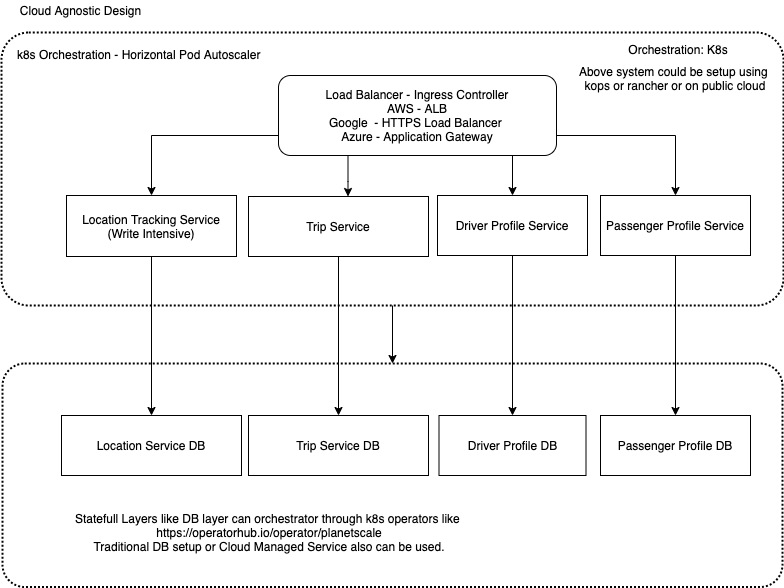 Cloud Agnostic Design
k8s Orchestration - Horizontal Pod Autoscaler
Orchestration: K8s
Above system could be setup using
kops or rancher or on public cloud
Load Balancer - Ingress Controller
AWS - ALB
Google  - HTTPS Load Balancer
Azure - Application Gateway
Location Tracking Service
(Write Intensive)
Trip Service
Driver Profile Service
Passenger Profile Service
Location Service DB
Trip Service DB
Driver Profile DB
Passenger Profile DB
Statefull Layers like DB layer can orchestrator through k8s operators like
https://operatorhub.io/operator/planetscale
Traditional DB setup or Cloud Managed Service also can be used.